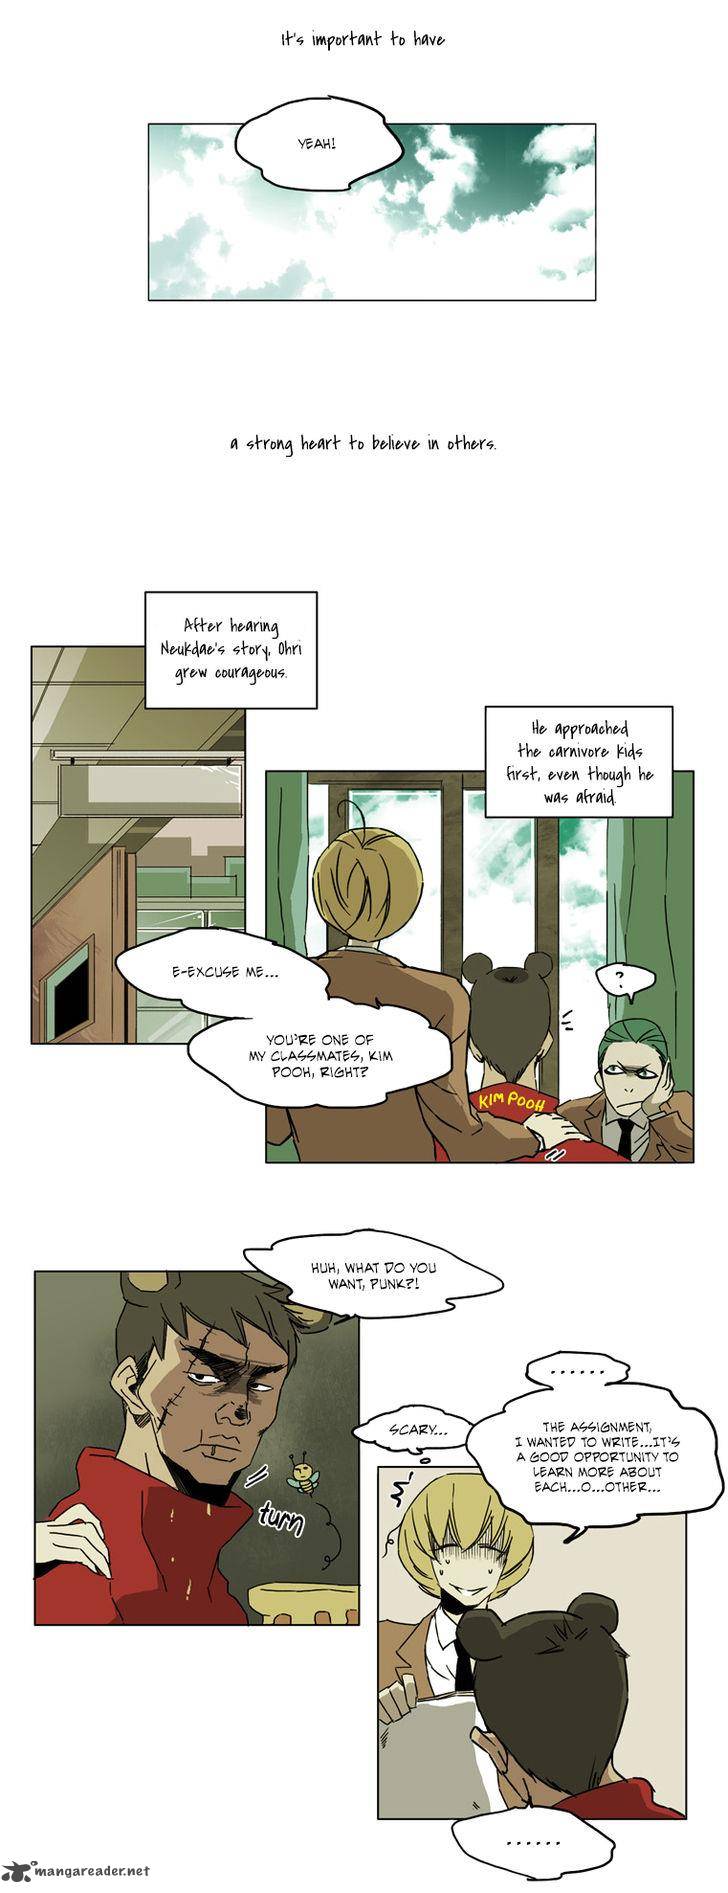 It's important to have
YEAH!
a strong heart to believe in others.
After hearing
Neukdae's story, Ohri
grew courageous.
He approached
the carnivore kids
first, even though he
was afraid.
E-EXCUSE ME...
?
YOU'RE ONE OF
MY CLASSMATES, KIM
POOH, RIGHT?
KIM POOH
HUH, WHAT DO YOU
WANT, PUNK?!
turn
SCARY...
......
THE ASSIGNMENT,
I WANTED TO WRITE...IT'S
A GOOD OPPORTUNITY TO
LEARN MORE ABOUT
EACH...O...OTHER...
......
mangareader.net